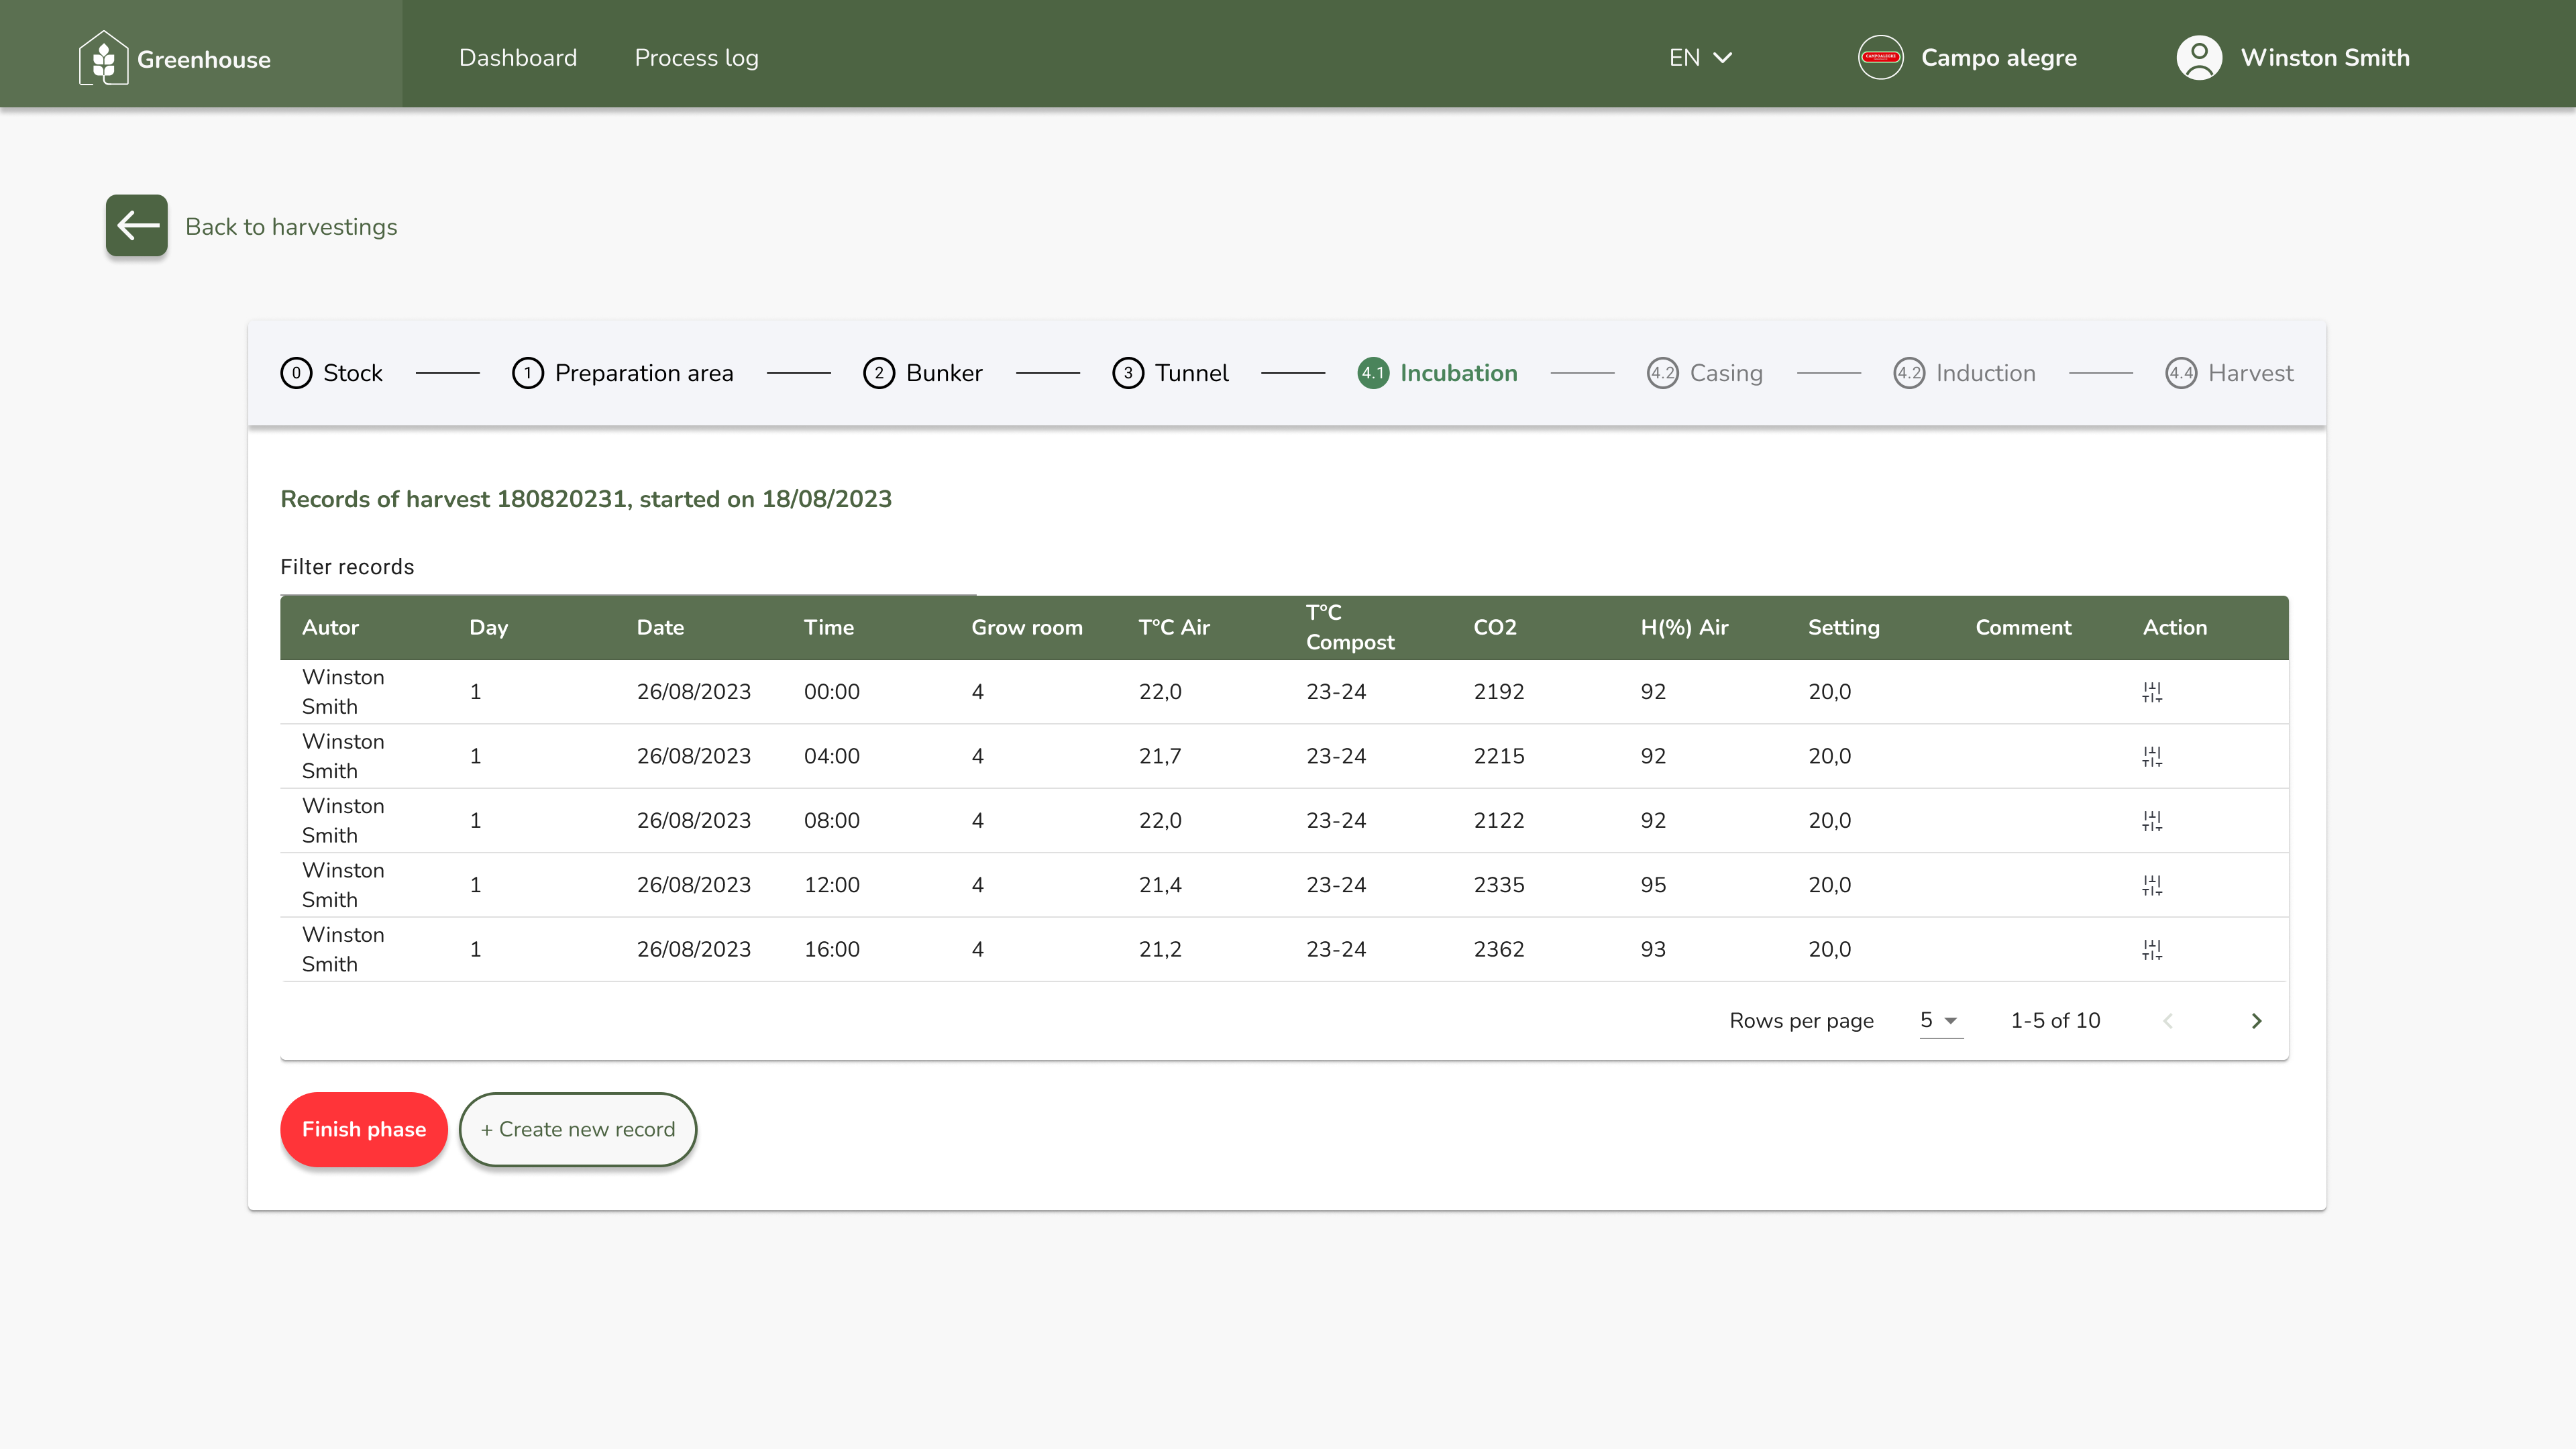 Greenhouse Dashboard Process log EN Campo alegre Winston Smith
Back to harvestings
0 Stock 1 Preparation area 2 Bunker 3 Tunnel 4.1 Incubation 4.2 Casing 4.2 Induction 4.4 Harvest
Records of harvest 180820231, started on 18/08/2023
Filter records
Autor Day Date Time Grow room T°C Air T°C Compost CO2 H(%) Air Setting Comment Action
Winston Smith 1 26/08/2023 00:00 4 22,0 23-24 2192 92 20,0
Winston Smith 1 26/08/2023 04:00 4 21,7 23-24 2215 92 20,0
Winston Smith 1 26/08/2023 08:00 4 22,0 23-24 2122 92 20,0
Winston Smith 1 26/08/2023 12:00 4 21,4 23-24 2335 95 20,0
Winston Smith 1 26/08/2023 16:00 4 21,2 23-24 2362 93 20,0
Rows per page 5 1-5 of 10
Finish phase + Create new record